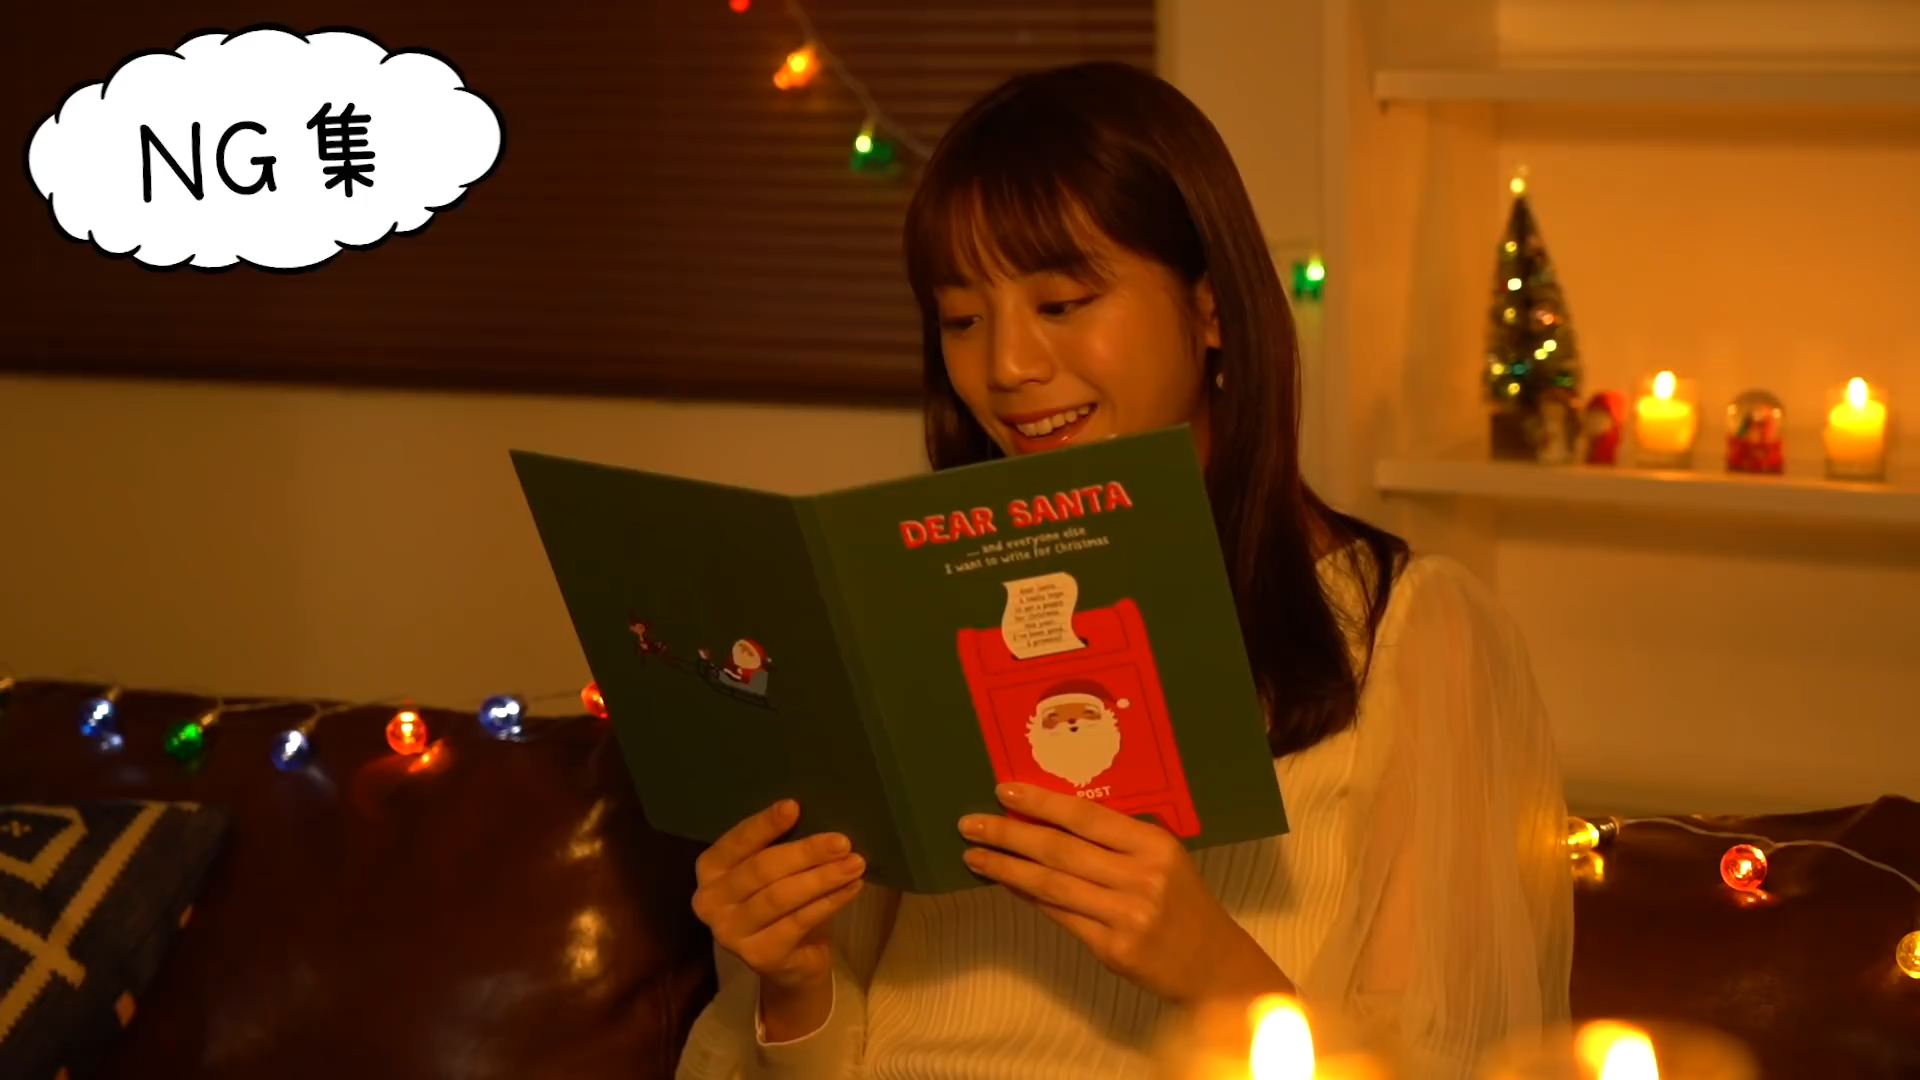 NG集
DEAR SANTA
... and everyone else
I want to write for Christmas
POST